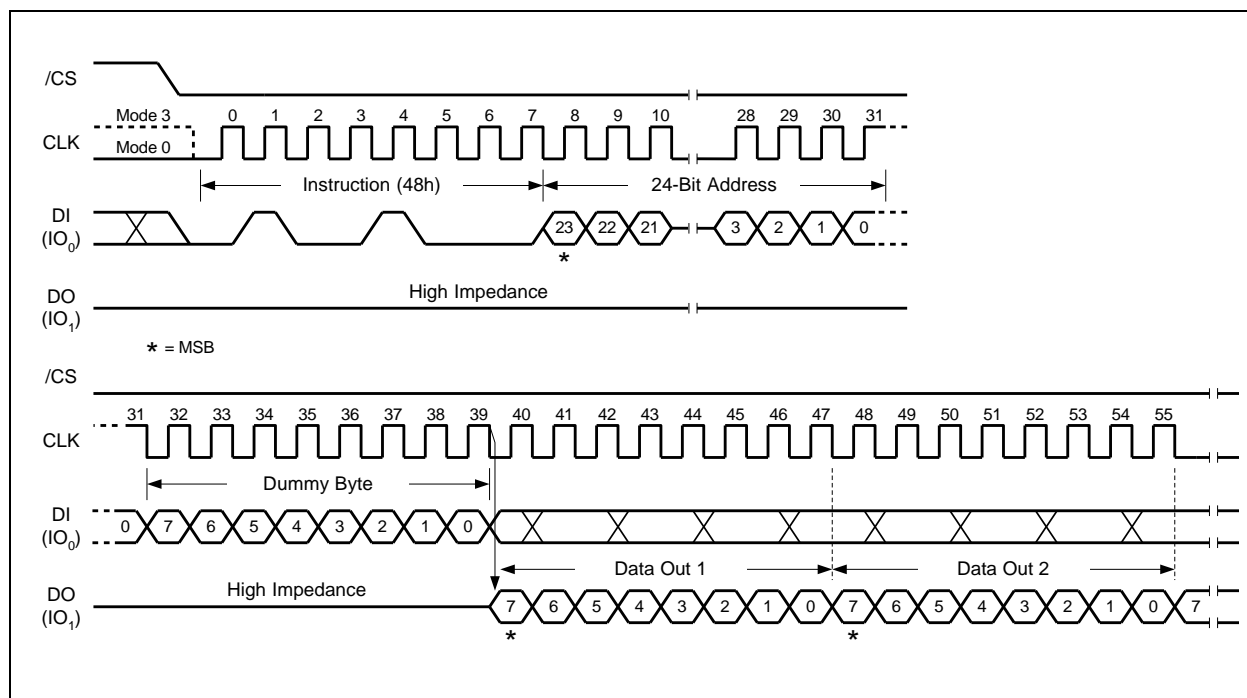 /CS
Mode 3 0 1 2 3 4 5 6 7 8 9 10 28 29 30 31
CLK
Mode 0
Instruction (48h) 24-Bit Address
DI
(IO0) 23 22 21 3 2 1 0
*
High Impedance
DO
(IO1)
* = MSB
/CS
31 32 33 34 35 36 37 38 39 40 41 42 43 44 45 46 47 48 49 50 51 52 53 54 55
CLK
Dummy Byte
DI
(IO0) 0 7 6 5 4 3 2 1 0
Data Out 1 Data Out 2
High Impedance
DO
(IO1) 7 6 5 4 3 2 1 0 7 6 5 4 3 2 1 0 7
* *